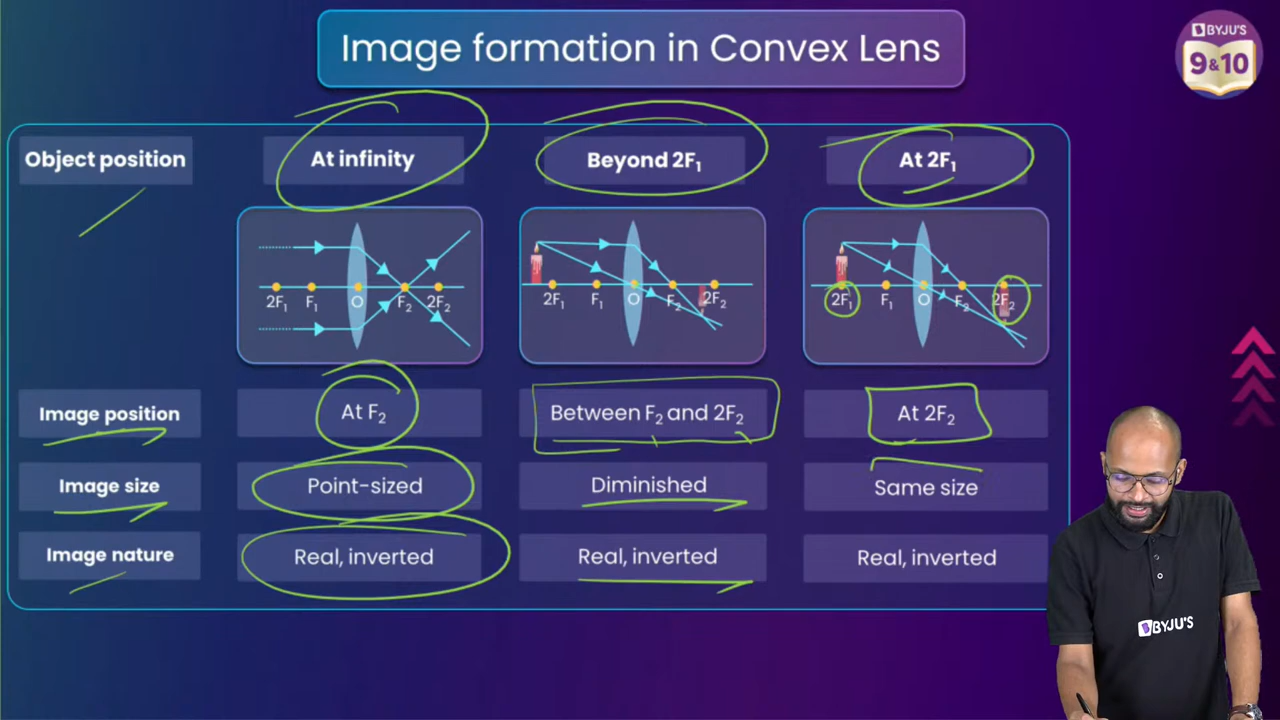 Image formation in Convex Lens
BYJU'S
9&10
Object position
At infinity
Beyond 2F₁
At 2F₁
2F₁ F₁ O F₂ 2F₂
2F₁ F₁ O F₂ 2F₂
2F₁ F₁ O F₂ 2F₂
Image position
At F₂
Between F₂ and 2F₂
At 2F₂
Image size
Point-sized
Diminished
Same size
Image nature
Real, inverted
Real, inverted
Real, inverted
BYJU'S